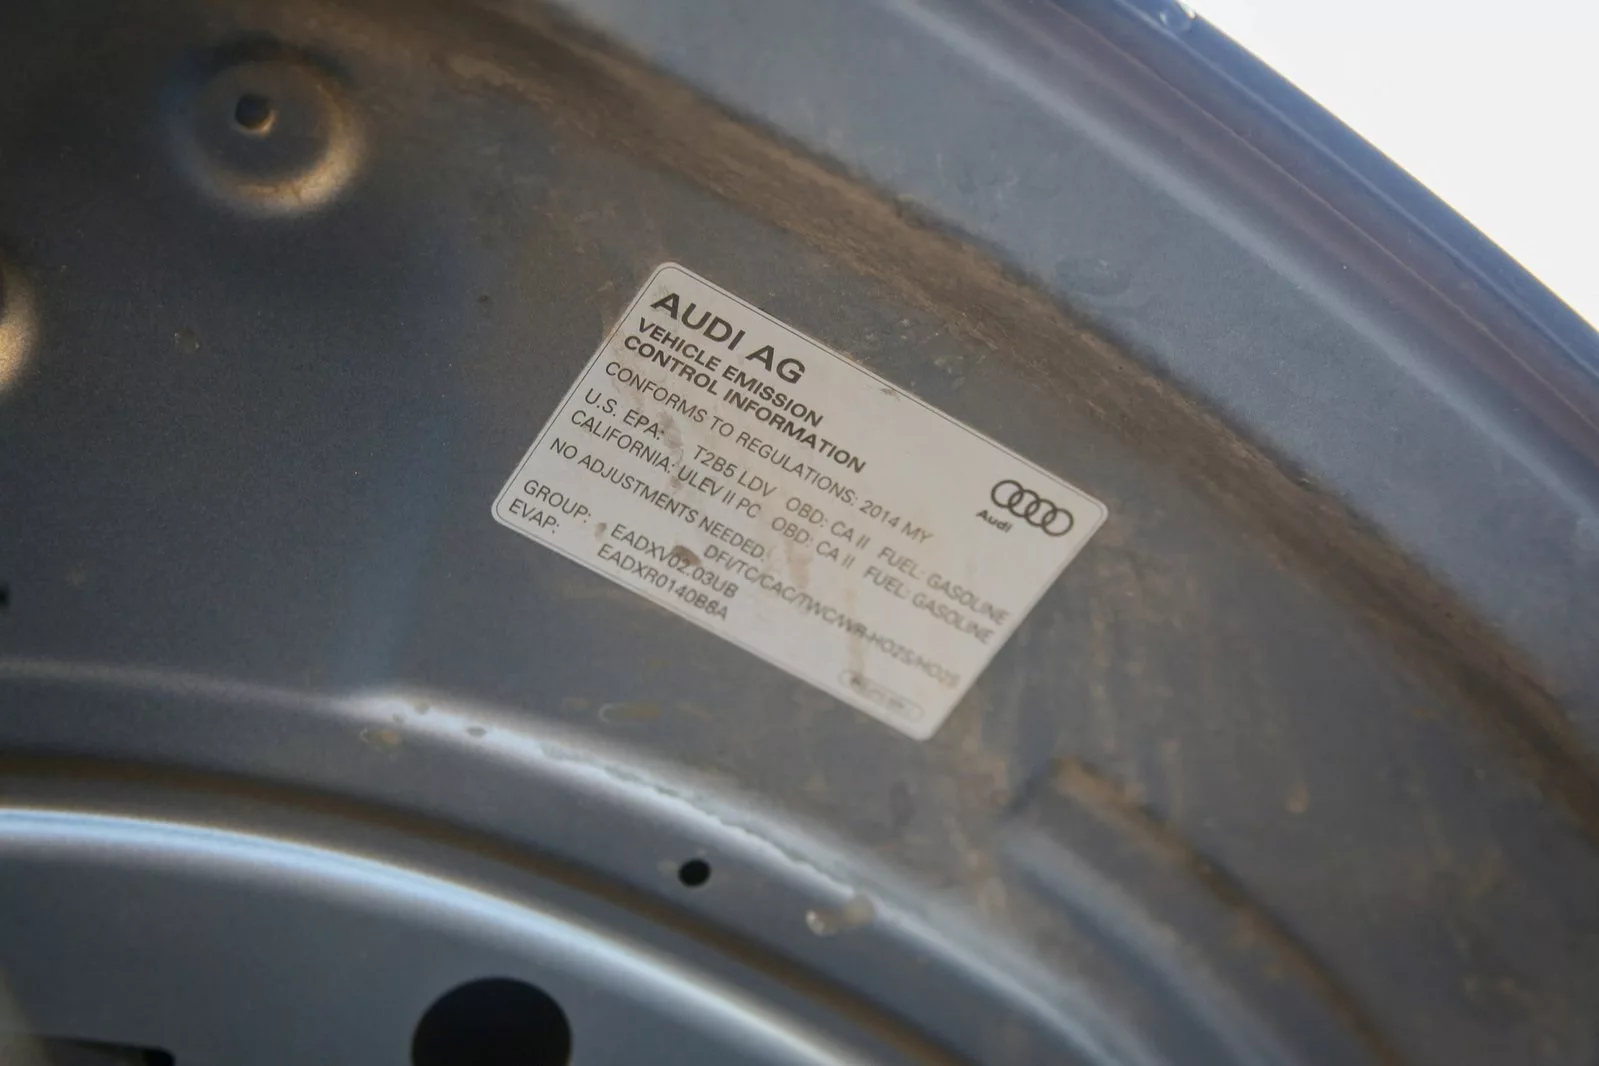 AUDI AG
VEHICLE EMISSION
CONTROL INFORMATION
CONFORMS TO REGULATIONS: 2014 MY
U.S. EPA: T2B5 LDV OBD: CA II FUEL: GASOLINE
CALIFORNIA: ULEV II PC OBD: CA II FUEL: GASOLINE
NO ADJUSTMENTS NEEDED.
DFI/TC/CAC/TWC/WR-HO2S/HO2S
GROUP: EADXV02.03UB
EVAP: EADXR0140B8A
Audi